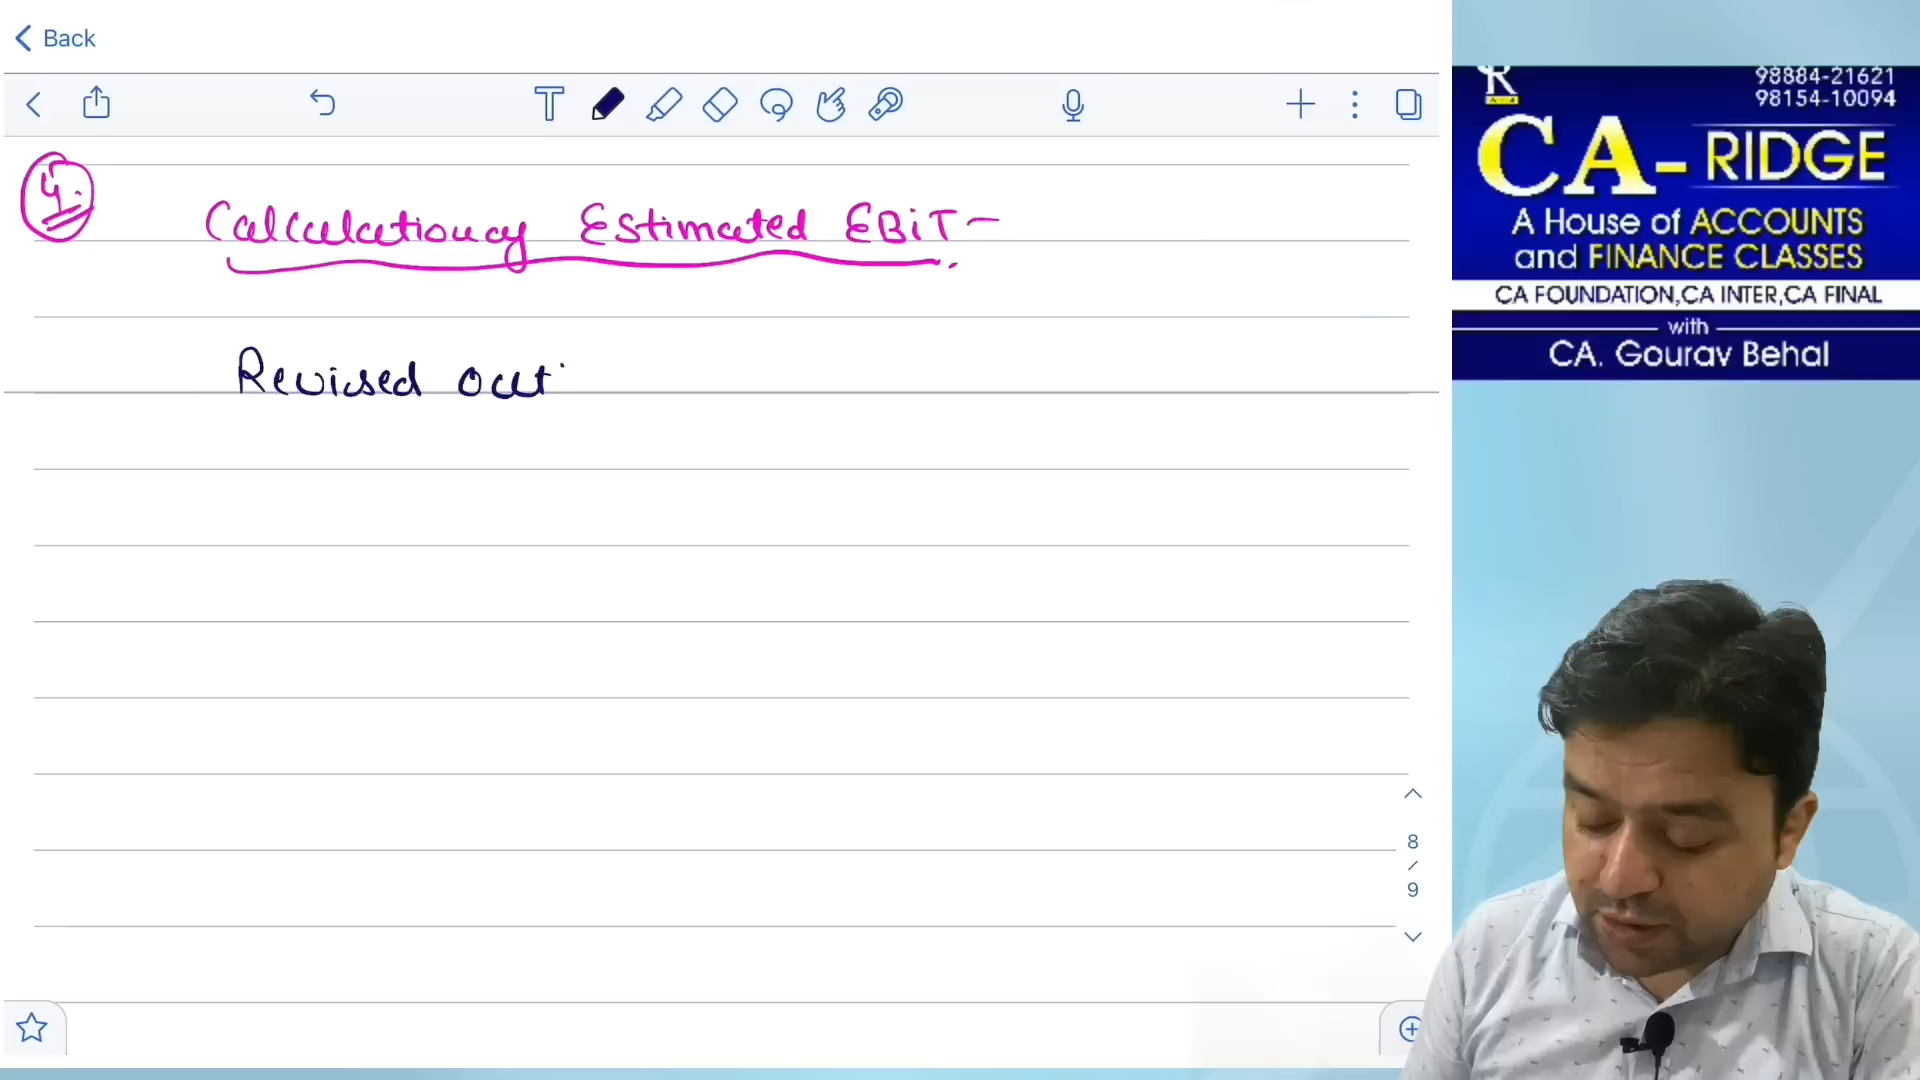 Back
4.
Calculation of Estimated EBIT -
Revised out
8
/
9
R
98884-21621
98154-10094
CA- RIDGE
A House of ACCOUNTS
and FINANCE CLASSES
CA FOUNDATION,CA INTER,CA FINAL
with
CA. Gourav Behal